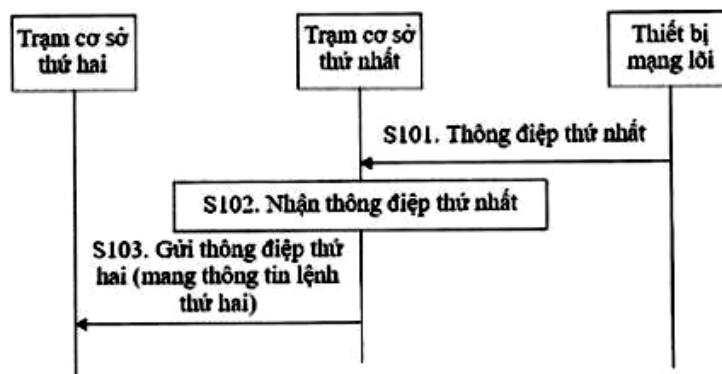 Trạm cơ sở
thứ hai
Trạm cơ sở
thứ nhất
Thiết bị
mạng lõi
S101. Thông điệp thứ nhất
S102. Nhận thông điệp thứ nhất
S103. Gửi thông điệp thứ
hai (mang thông tin lệnh
thứ hai)